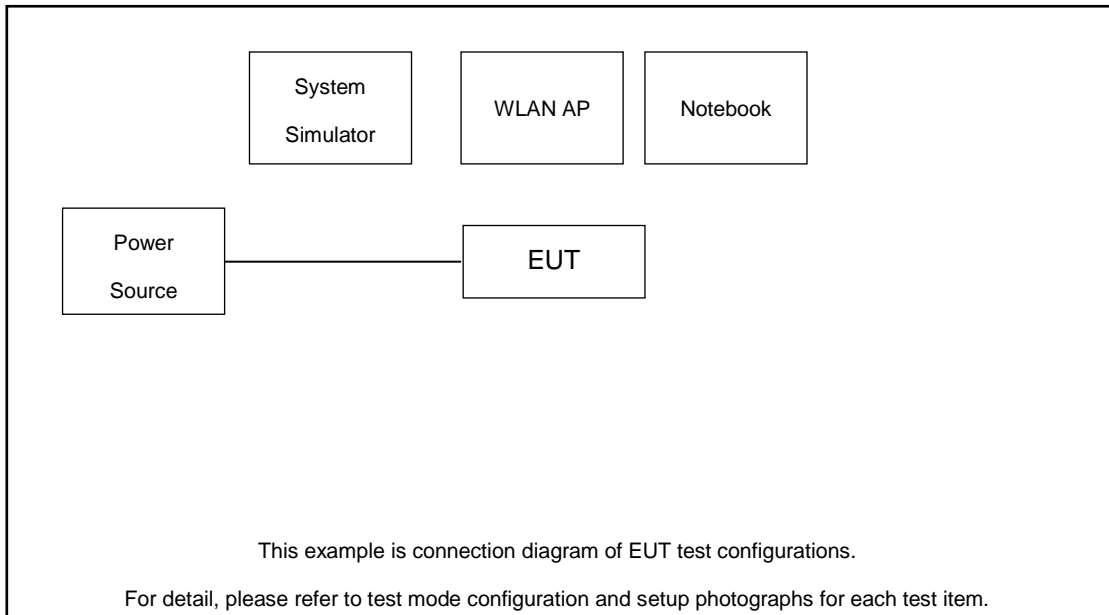 System
Simulator
WLAN AP
Notebook
Power
Source
EUT
This example is connection diagram of EUT test configurations.
For detail, please refer to test mode configuration and setup photographs for each test item.